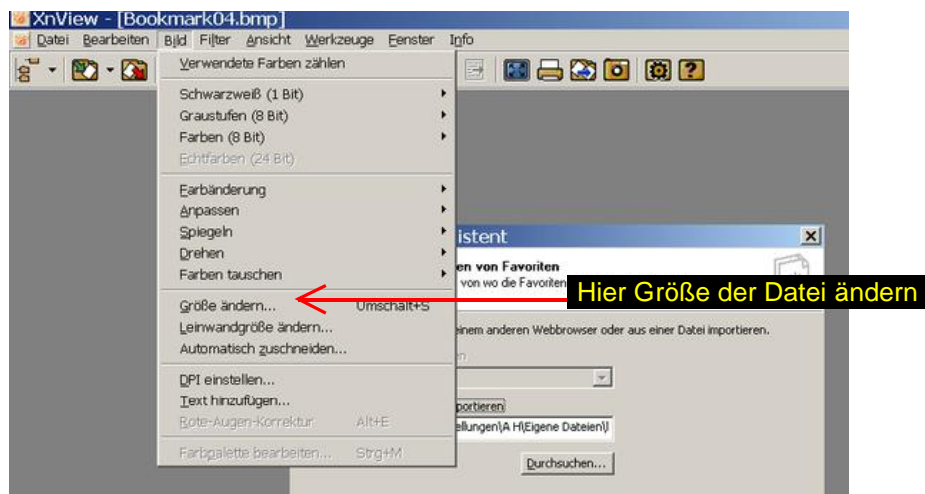 XnView - [Bookmark04.bmp]
Datei Bearbeiten Bild Filter Ansicht Werkzeuge Fenster Info
Verwendete Farben zählen
Schwarzweiß (1 Bit)
Graustufen (8 Bit)
Farben (8 Bit)
Echtfarben (24 Bit)
Farbänderung
Anpassen
Spiegeln
Drehen
Farben tauschen
Größe ändern... Umschalt+S
Leinwandgröße ändern...
Automatisch zuschneiden...
DPI einstellen...
Text hinzufügen...
Rote-Augen-Korrektur Alt+E
Farbpalette bearbeiten... Strg+M
istent
en von Favoriten
von wo die Favoriten
Hier Größe der Datei ändern
einem anderen Webbrowser oder aus einer Datei importieren.
en
portieren
ellungen\A H\Eigene Dateien\
Durchsuchen...